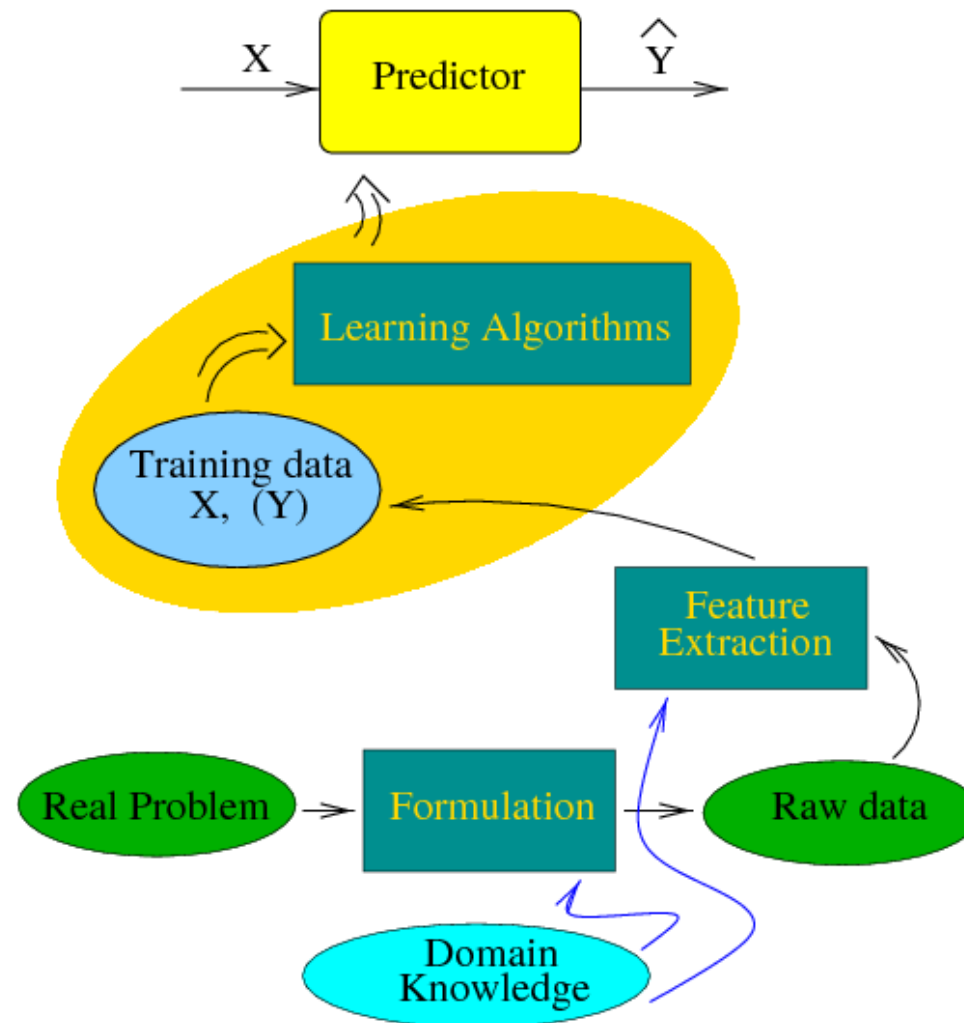 X
Predictor
Ŷ
Learning Algorithms
Training data
X, (Y)
Feature
Extraction
Real Problem
Formulation
Raw data
Domain
Knowledge